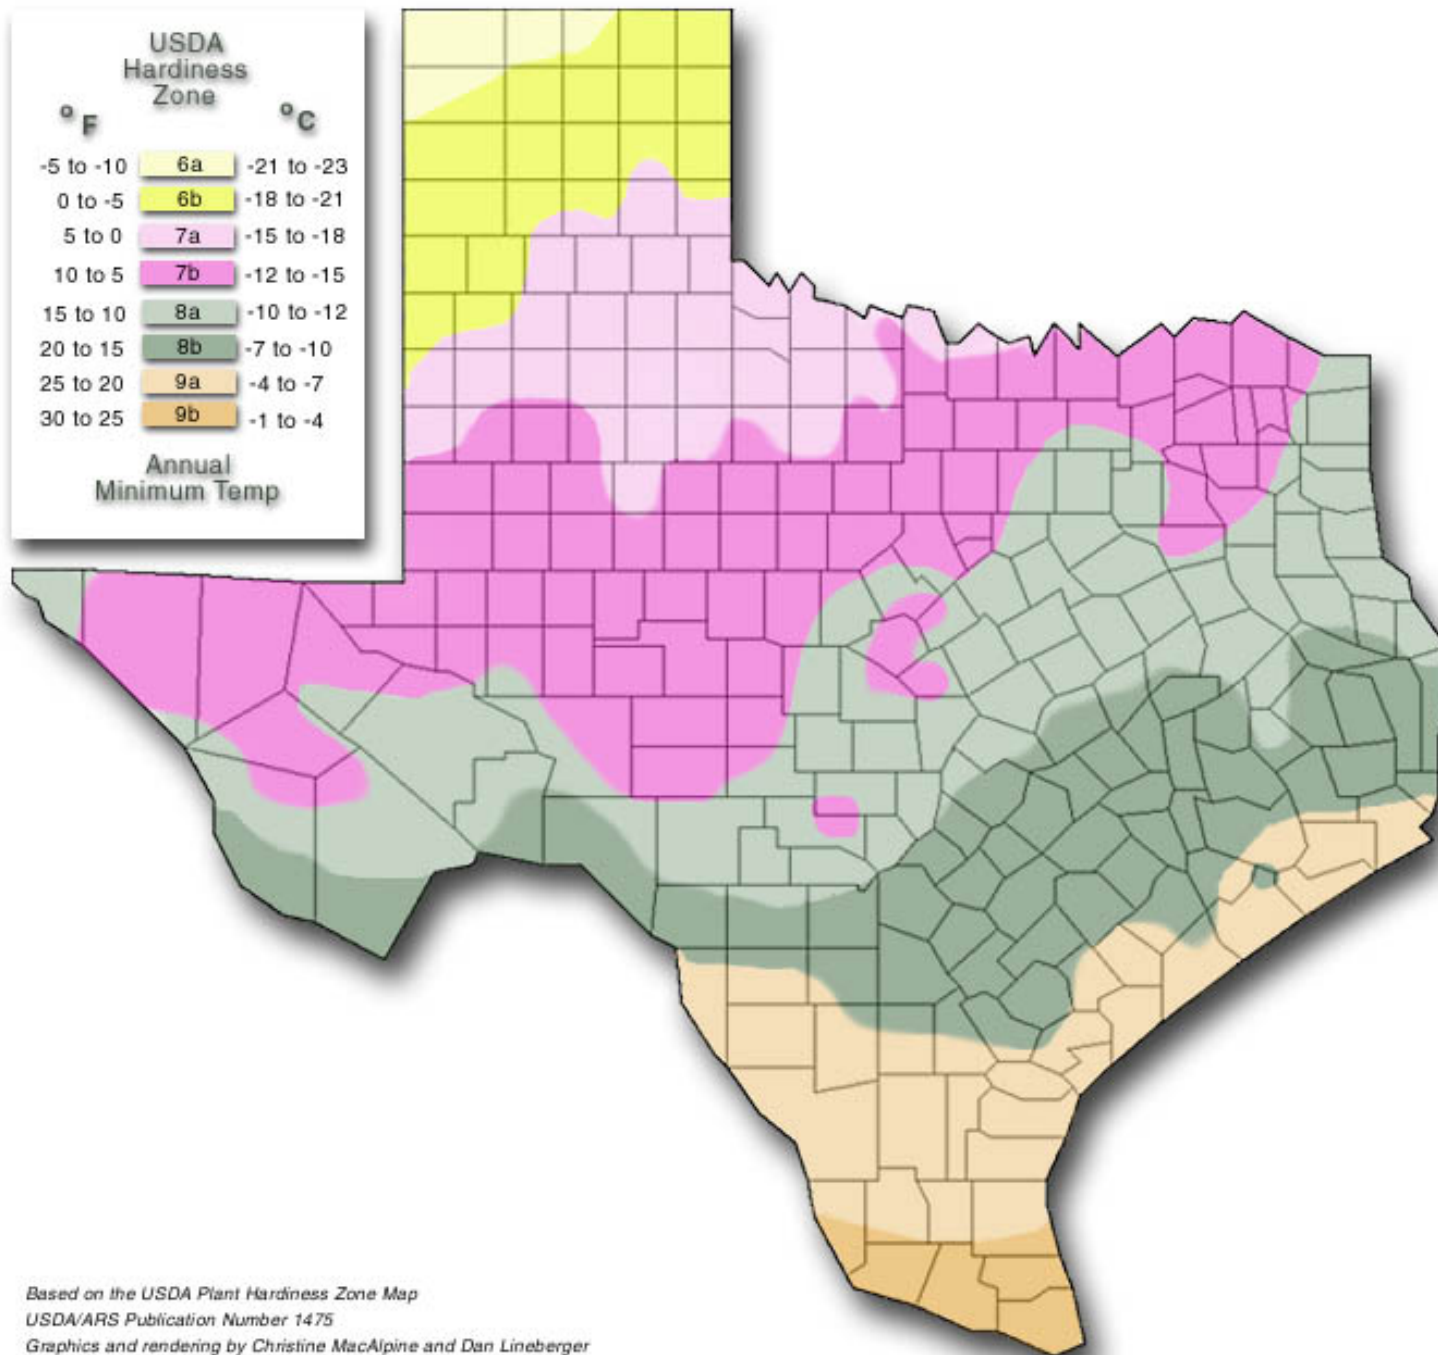 USDA
Hardiness
Zone
°F °C
-5 to -10 6a -21 to -23
0 to -5 6b -18 to -21
5 to 0 7a -15 to -18
10 to 5 7b -12 to -15
15 to 10 8a -10 to -12
20 to 15 8b -7 to -10
25 to 20 9a -4 to -7
30 to 25 9b -1 to -4
Annual
Minimum Temp
Based on the USDA Plant Hardiness Zone Map
USDA/ARS Publication Number 1475
Graphics and rendering by Christine MacAlpine and Dan Lineberger